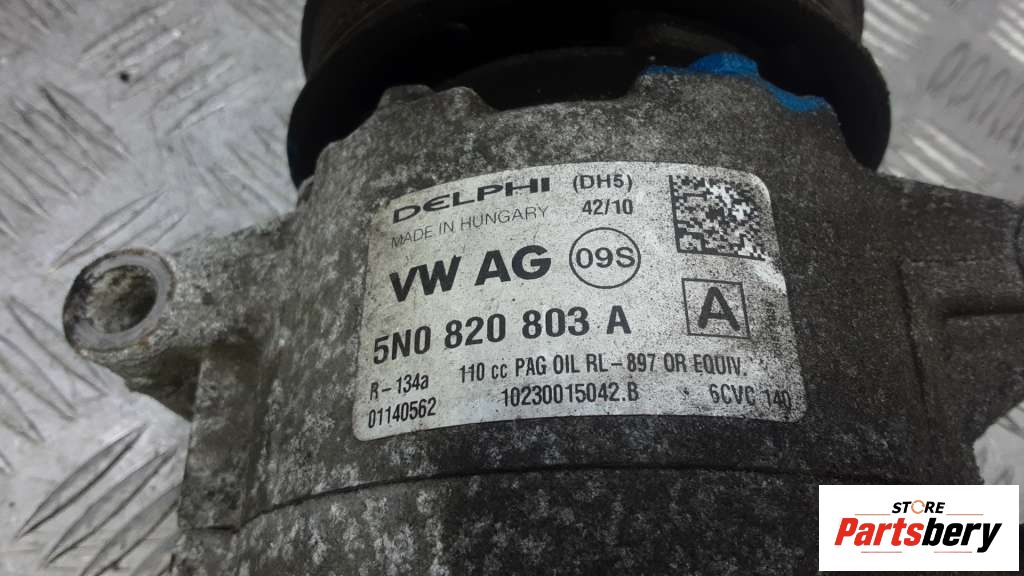 DELPHI (DH5)
MADE IN HUNGARY 42/10
VW AG 09S
5N0 820 803 A A
R-134a 110 cc PAG OIL RL-897 OR EQUIV.
01140562 10230015042.B 6CVC 140
STORE
Partsbery